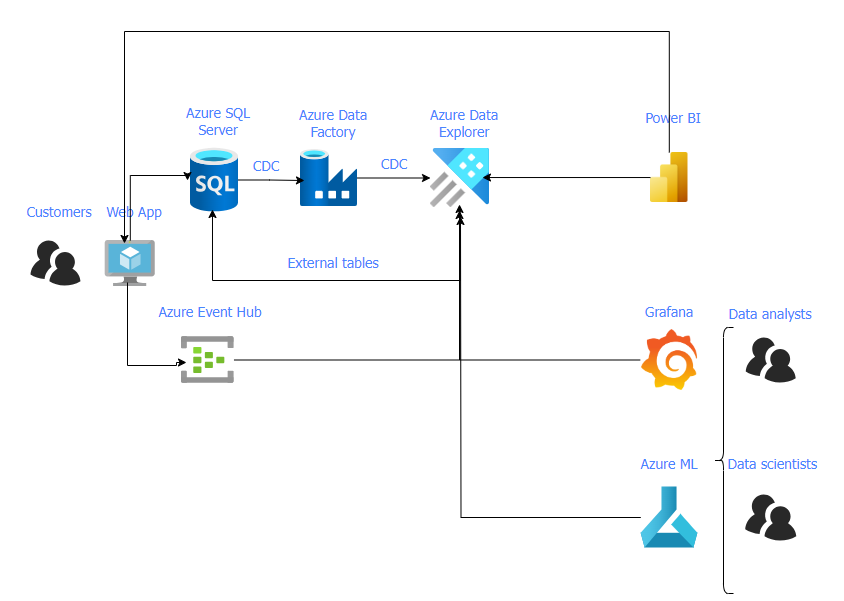 Azure SQL
Server
Azure Data
Factory
Azure Data
Explorer
Power BI
CDC
CDC
SQL
Customers
Web App
External tables
Azure Event Hub
Grafana
Data analysts
Azure ML
Data scientists